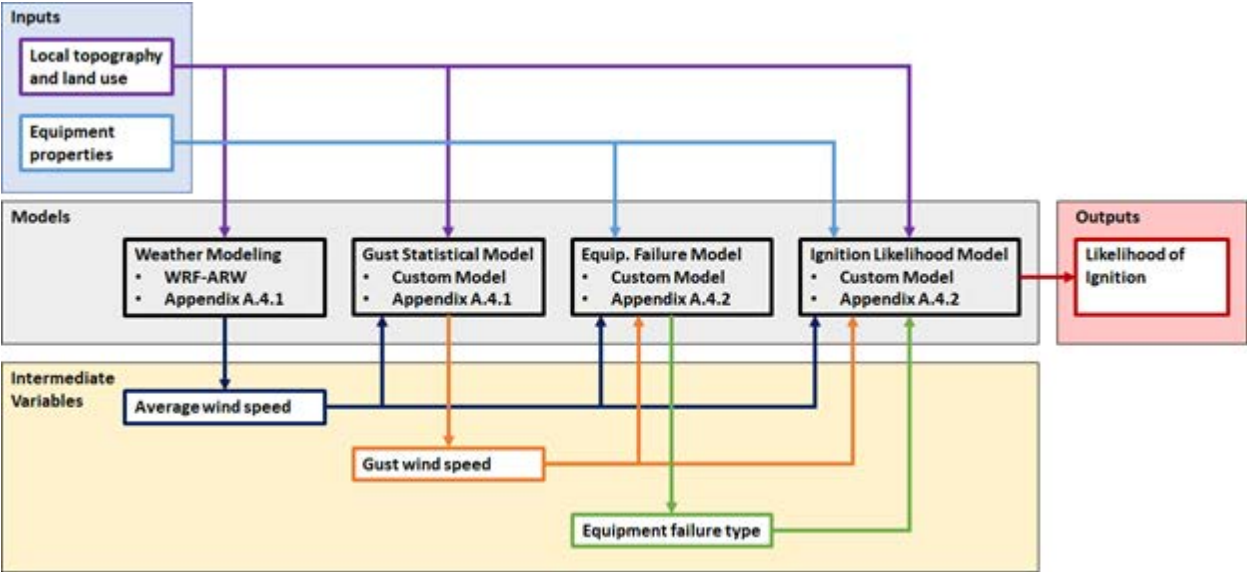 Inputs
Local topography
and land use
Equipment
properties
Models
Weather Modeling
• WRF-ARW
• Appendix A.4.1
Gust Statistical Model
• Custom Model
• Appendix A.4.1
Equip. Failure Model
• Custom Model
• Appendix A.4.2
Ignition Likelihood Model
• Custom Model
• Appendix A.4.2
Outputs
Likelihood of
Ignition
Intermediate
Variables
Average wind speed
Gust wind speed
Equipment failure type